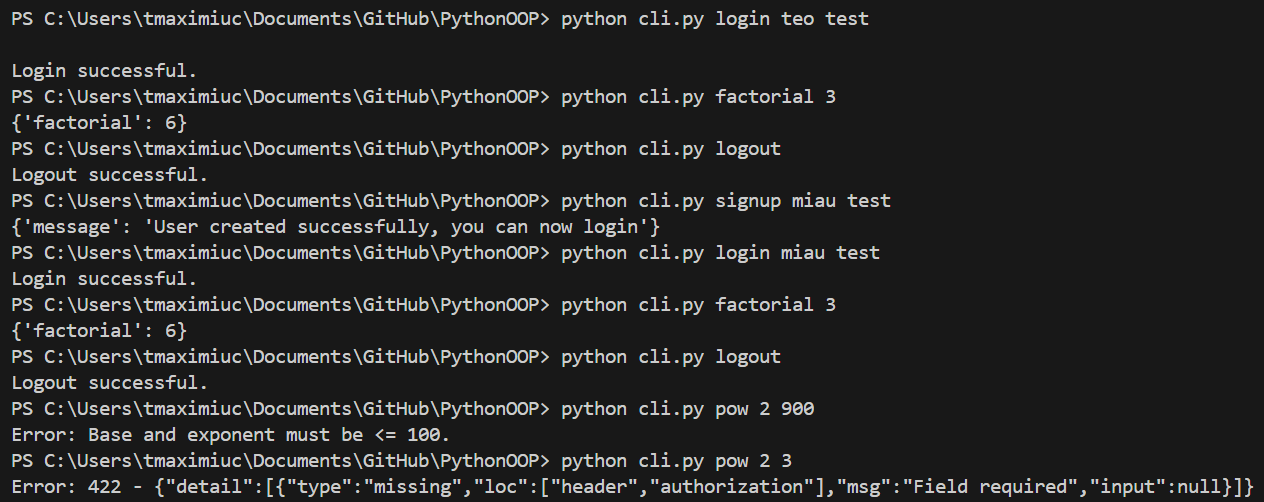 PS C:\Users\tmaximiuc\Documents\GitHub\PythonOOP> python cli.py login teo test
Login successful.
PS C:\Users\tmaximiuc\Documents\GitHub\PythonOOP> python cli.py factorial 3
{'factorial': 6}
PS C:\Users\tmaximiuc\Documents\GitHub\PythonOOP> python cli.py logout
Logout successful.
PS C:\Users\tmaximiuc\Documents\GitHub\PythonOOP> python cli.py signup miau test
{'message': 'User created successfully, you can now login'}
PS C:\Users\tmaximiuc\Documents\GitHub\PythonOOP> python cli.py login miau test
Login successful.
PS C:\Users\tmaximiuc\Documents\GitHub\PythonOOP> python cli.py factorial 3
{'factorial': 6}
PS C:\Users\tmaximiuc\Documents\GitHub\PythonOOP> python cli.py logout
Logout successful.
PS C:\Users\tmaximiuc\Documents\GitHub\PythonOOP> python cli.py pow 2 900
Error: Base and exponent must be <= 100.
PS C:\Users\tmaximiuc\Documents\GitHub\PythonOOP> python cli.py pow 2 3
Error: 422 - {"detail":[{"type":"missing","loc":["header","authorization"],"msg":"Field required","input":null}]}